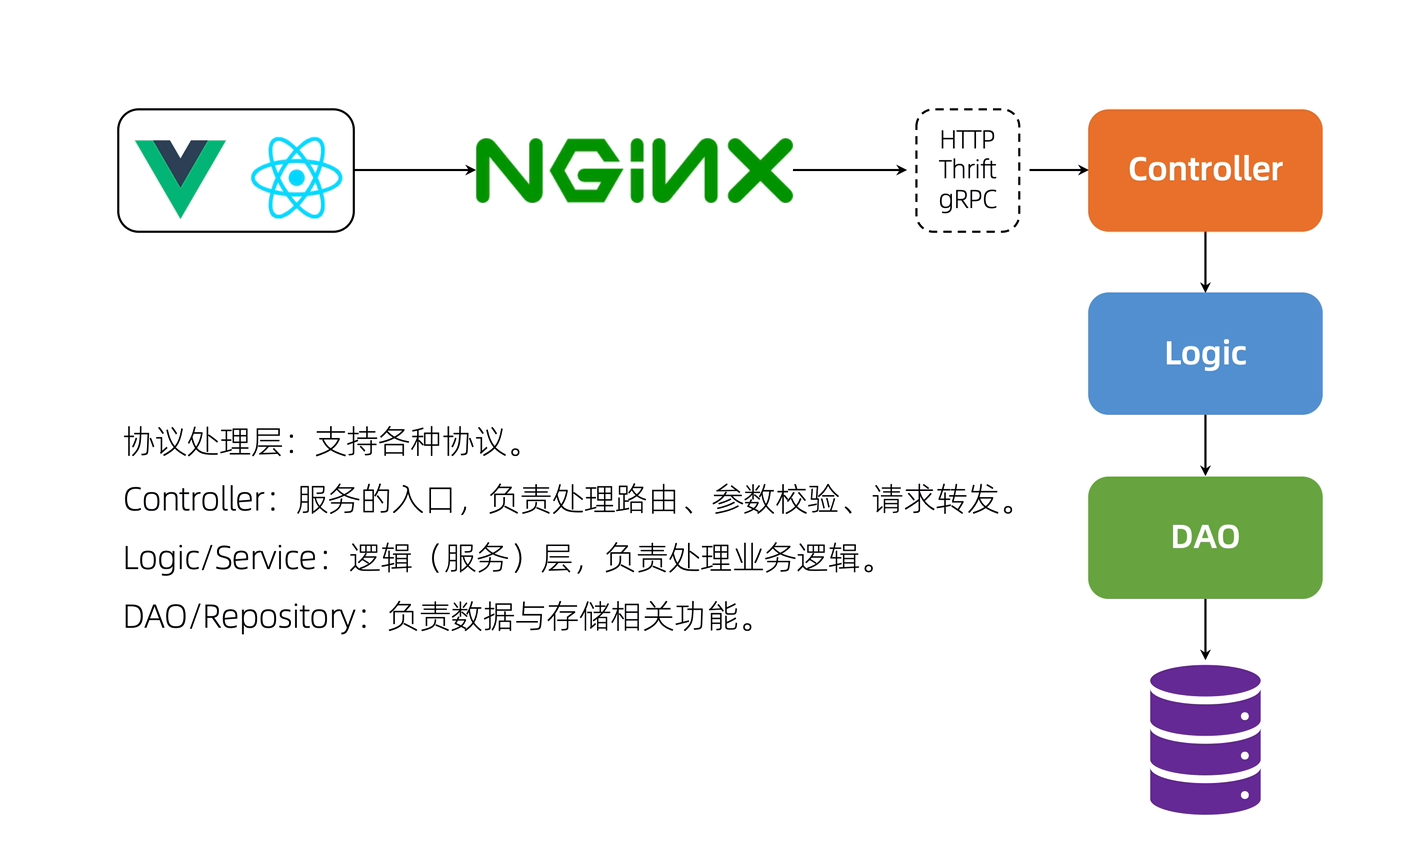 NGINX
HTTP
Thrift
gRPC
Controller
Logic
DAO
协议处理层：支持各种协议。
Controller：服务的入口，负责处理路由、参数校验、请求转发。
Logic/Service：逻辑（服务）层，负责处理业务逻辑。
DAO/Repository：负责数据与存储相关功能。